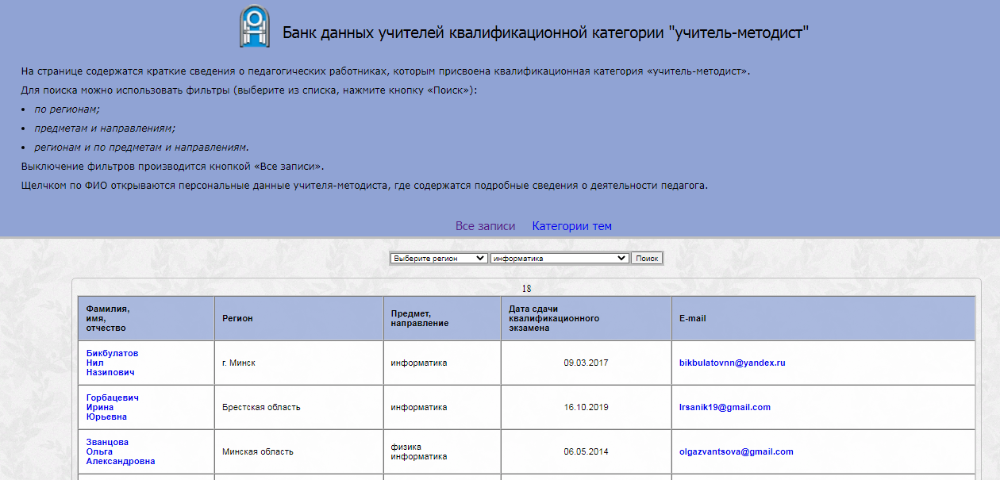 Банк данных учителей квалификационной категории "учитель-методист"
На странице содержатся краткие сведения о педагогических работниках, которым присвоена квалификационная категория «учитель-методист».
Для поиска можно использовать фильтры (выберите из списка, нажмите кнопку «Поиск»):
• по регионам;
• предметам и направлениям;
• регионам и по предметам и направлениям.
Выключение фильтров производится кнопкой «Все записи».
Щелчком по ФИО открываются персональные данные учителя-методиста, где содержатся подробные сведения о деятельности педагога.
Все записи Категории тем
Выберите регион информатика Поиск
18
Фамилия,
имя,
отчество
Регион
Предмет,
направление
Дата сдачи
квалификационного
экзамена
E-mail
Бикбулатов
Нил
Назипович
г. Минск
информатика
09.03.2017
bikbulatovnn@yandex.ru
Горбацевич
Ирина
Юрьевна
Брестская область
информатика
16.10.2019
Irsanik19@gmail.com
Званцова
Ольга
Александровна
Минская область
физика
информатика
06.05.2014
olgazvantsova@gmail.com